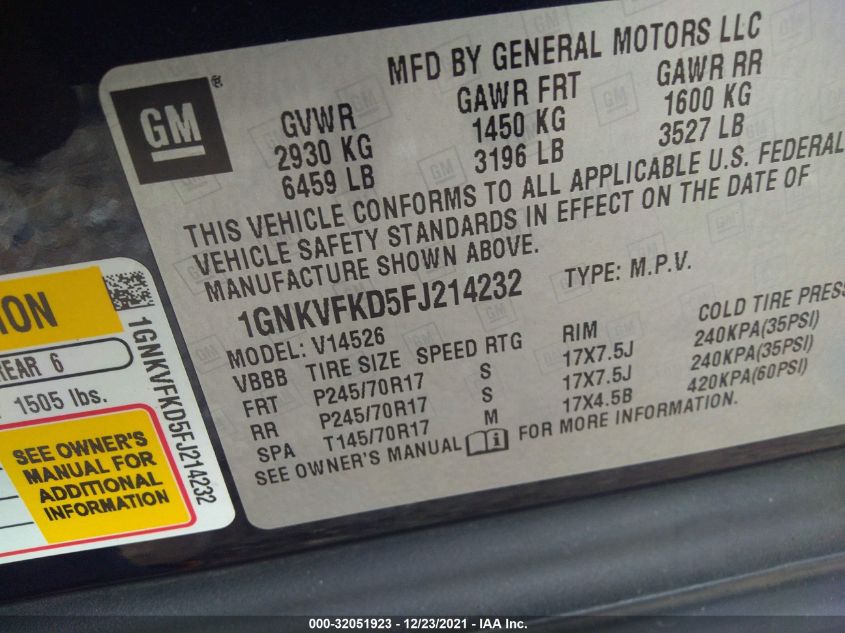 MFD BY GENERAL MOTORS LLC
GM ®
GVWR GAWR FRT GAWR RR
2930 KG 1450 KG 1600 KG
6459 LB 3196 LB 3527 LB
THIS VEHICLE CONFORMS TO ALL APPLICABLE U.S. FEDERAL
VEHICLE SAFETY STANDARDS IN EFFECT ON THE DATE OF
MANUFACTURE SHOWN ABOVE.
1GNKVFKD5FJ214232 TYPE: M.P.V.
MODEL: V14526
VBBB TIRE SIZE SPEED RTG RIM COLD TIRE PRESS
FRT P245/70R17 S 17X7.5J 240KPA(35PSI)
RR P245/70R17 S 17X7.5J 240KPA(35PSI)
SPA T145/70R17 M 17X4.5B 420KPA(60PSI)
SEE OWNER'S MANUAL FOR MORE INFORMATION.
TION
REAR 6
1505 lbs.
SEE OWNER'S
MANUAL FOR
ADDITIONAL
INFORMATION
1GNKVFKD5FJ214232
000-32051923 - 12/23/2021 - IAA Inc.